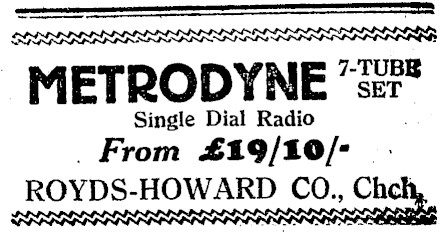 METRODYNE 7-TUBE SET
Single Dial Radio
From £19/10/-
ROYDS-HOWARD CO., Chch.